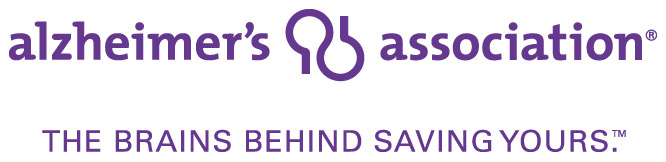 alzheimer's association®
THE BRAINS BEHIND SAVING YOURS.™